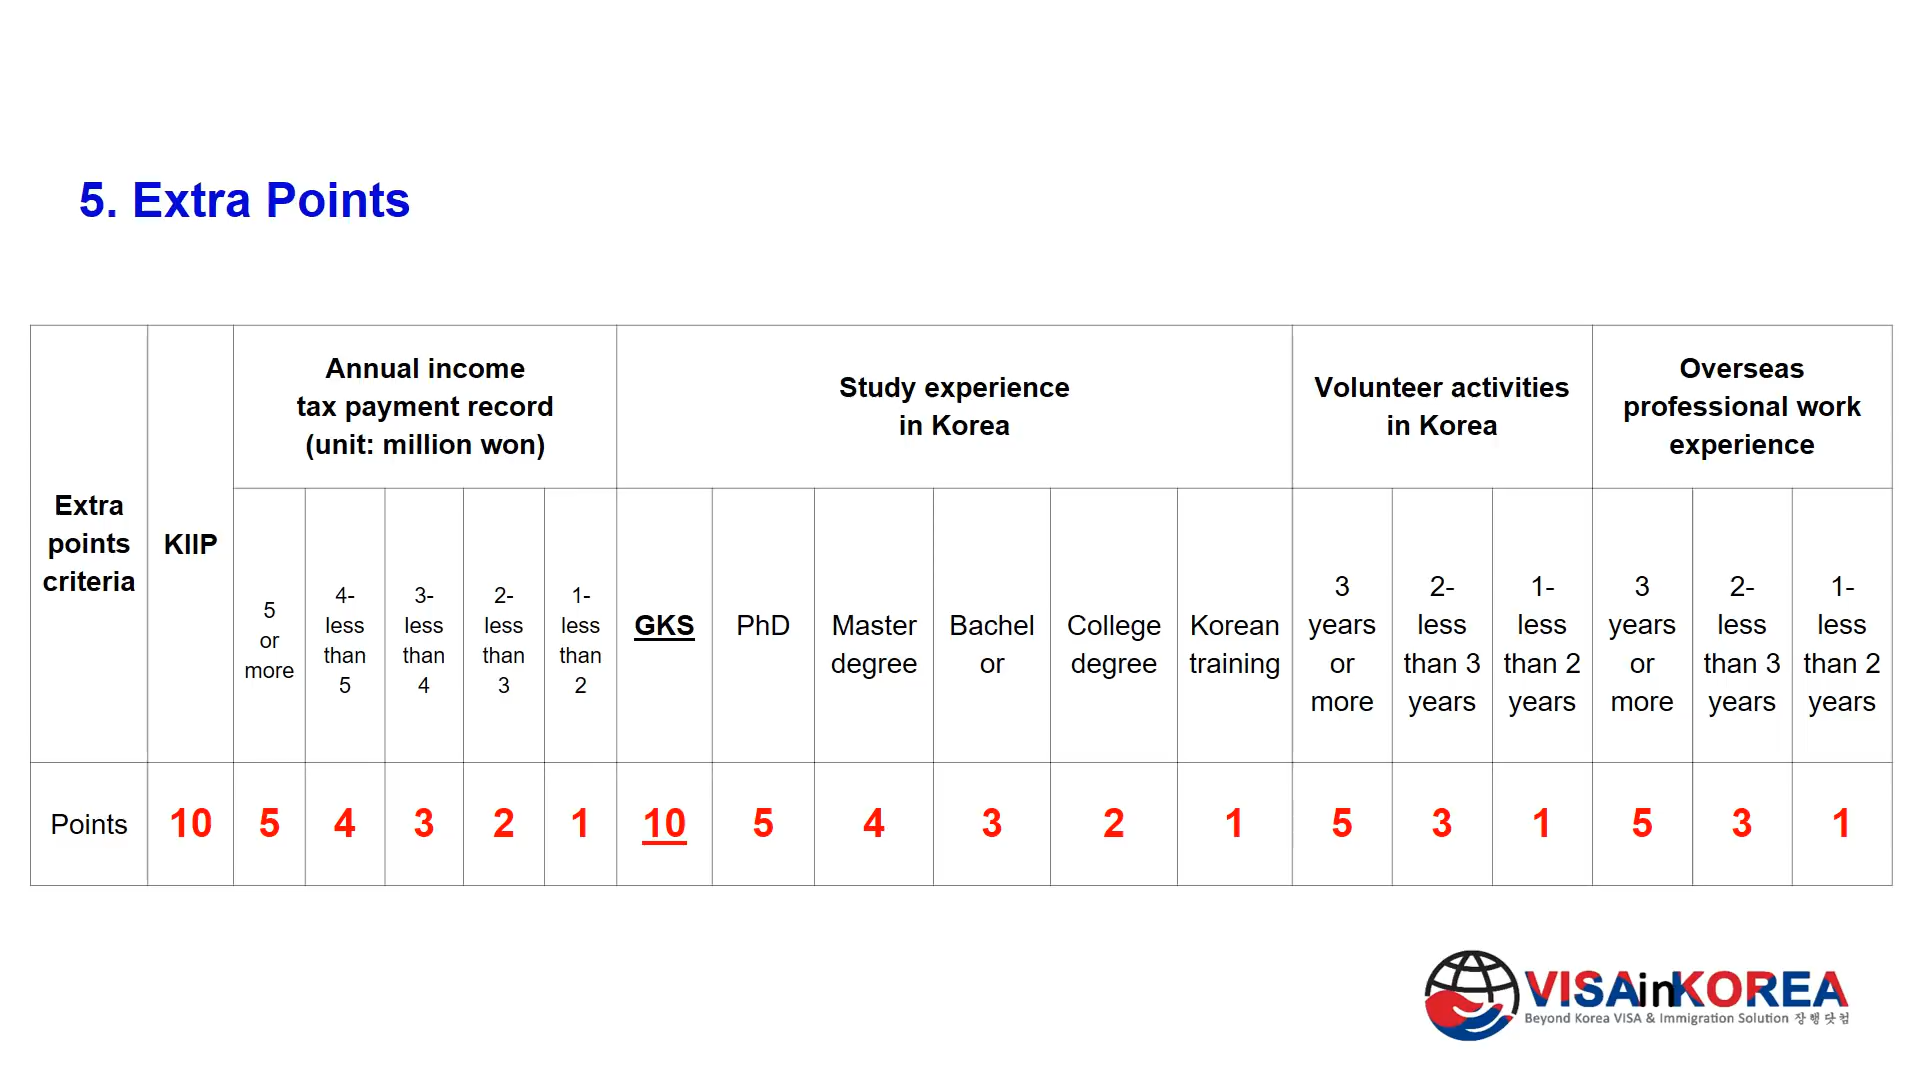 5. Extra Points
Extra
points
criteria
KIIP
Annual income
tax payment record
(unit: million won)
Study experience
in Korea
Volunteer activities
in Korea
Overseas
professional work
experience
5
or
more
4-
less
than
5
3-
less
than
4
2-
less
than
3
1-
less
than
2
GKS
PhD
Master
degree
Bachel
or
College
degree
Korean
training
3
years
or
more
2-
less
than 3
years
1-
less
than 2
years
3
years
or
more
2-
less
than 3
years
1-
less
than 2
years
Points
10
5
4
3
2
1
10
5
4
3
2
1
5
3
1
5
3
1
VISAinKOREA
Beyond Korea VISA & Immigration Solution 장행닷컴